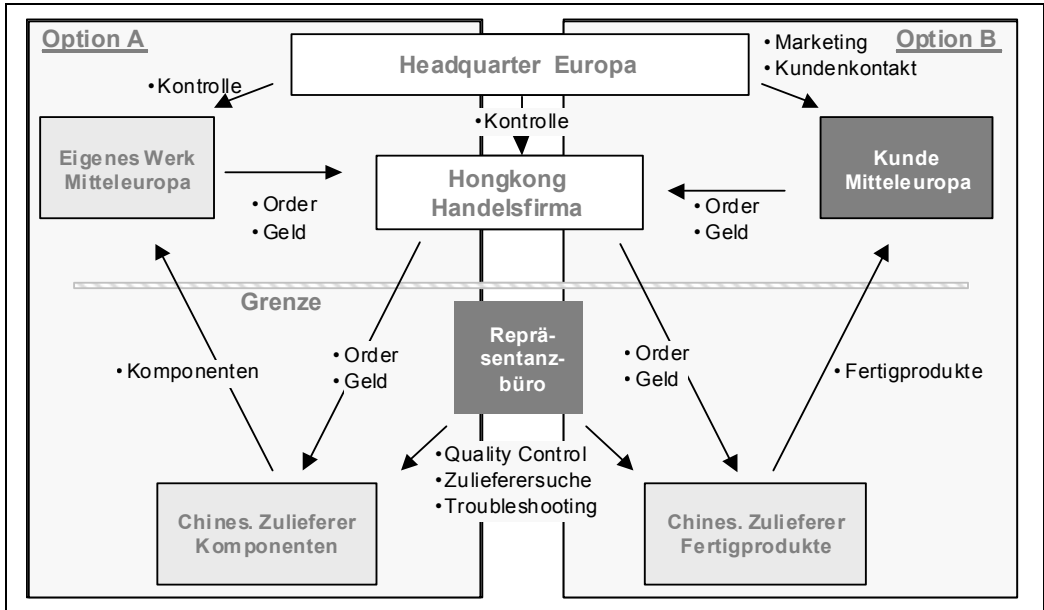 Option A
Option B
Headquarter Europa
•Marketing
•Kundenkontakt
•Kontrolle
•Kontrolle
Eigenes Werk
Mitteleuropa
Hongkong
Handelsfirma
Kunde
Mitteleuropa
•Order
•Geld
•Order
•Geld
Grenze
Reprä-
sentanz-
büro
•Komponenten
•Order
•Geld
•Order
•Geld
•Fertigprodukte
•Quality Control
•Zulieferersuche
•Troubleshooting
Chines. Zulieferer
Komponenten
Chines. Zulieferer
Fertigprodukte